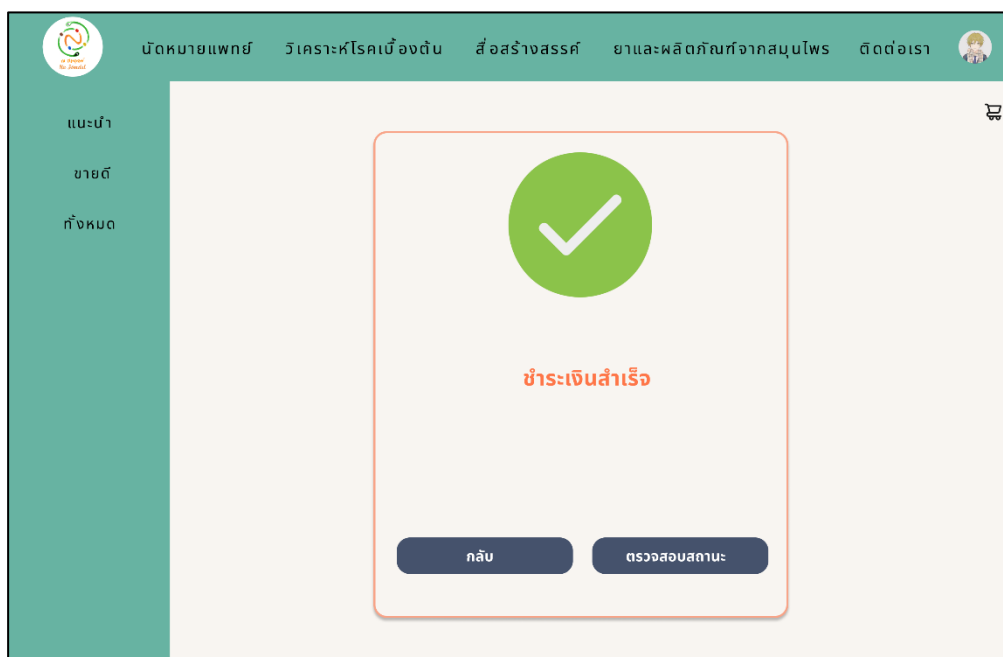 นัดหมายแพทย์ วิเคราะห์โรคเบื้องต้น สื่อสร้างสรรค์ ยาและผลิตภัณฑ์จากสมุนไพร ติดต่อเรา
แนะนำ
ขายดี
ทั้งหมด
ชำระเงินสำเร็จ
กลับ ตรวจสอบสถานะ